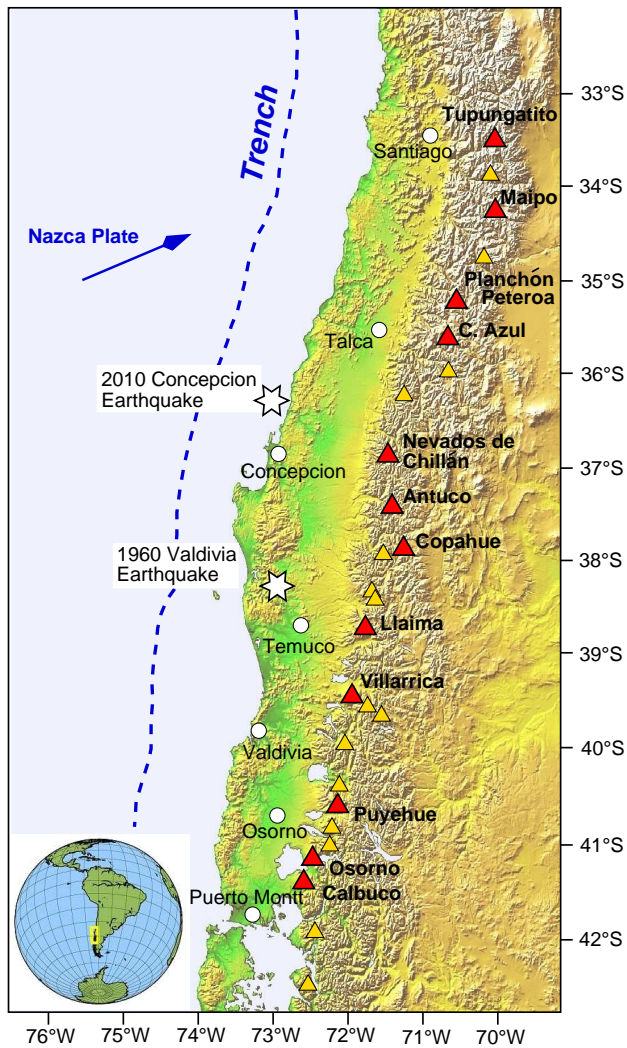 33°S
Tupungatito
Santiago
Trench
34°S
Maipo
Nazca Plate
35°S
Planchón
Peteroa
C. Azul
Talca
36°S
2010 Concepcion
Earthquake
Nevados de
Chillán
37°S
Concepcion
Antuco
Copahue
38°S
1960 Valdivia
Earthquake
Llaima
Temuco
39°S
Villarrica
40°S
Valdivia
Puyehue
Osorno
41°S
Osorno
Calbuco
Puerto Montt
42°S
76°W
75°W
74°W
73°W
72°W
71°W
70°W